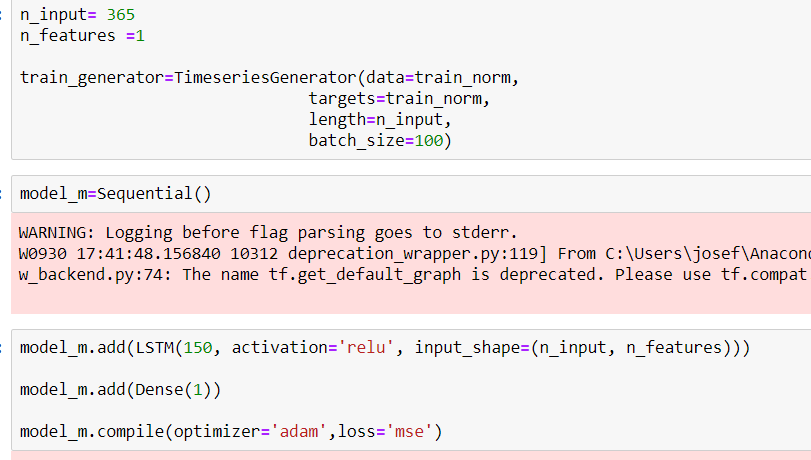 n_input= 365
n_features =1
train_generator=TimeseriesGenerator(data=train_norm,
targets=train_norm,
length=n_input,
batch_size=100)
model_m=Sequential()
WARNING: Logging before flag parsing goes to stderr.
W0930 17:41:48.156840 10312 deprecation_wrapper.py:119] From C:\Users\josef\Anacond
w_backend.py:74: The name tf.get_default_graph is deprecated. Please use tf.compat
model_m.add(LSTM(150, activation='relu', input_shape=(n_input, n_features)))
model_m.add(Dense(1))
model_m.compile(optimizer='adam',loss='mse')